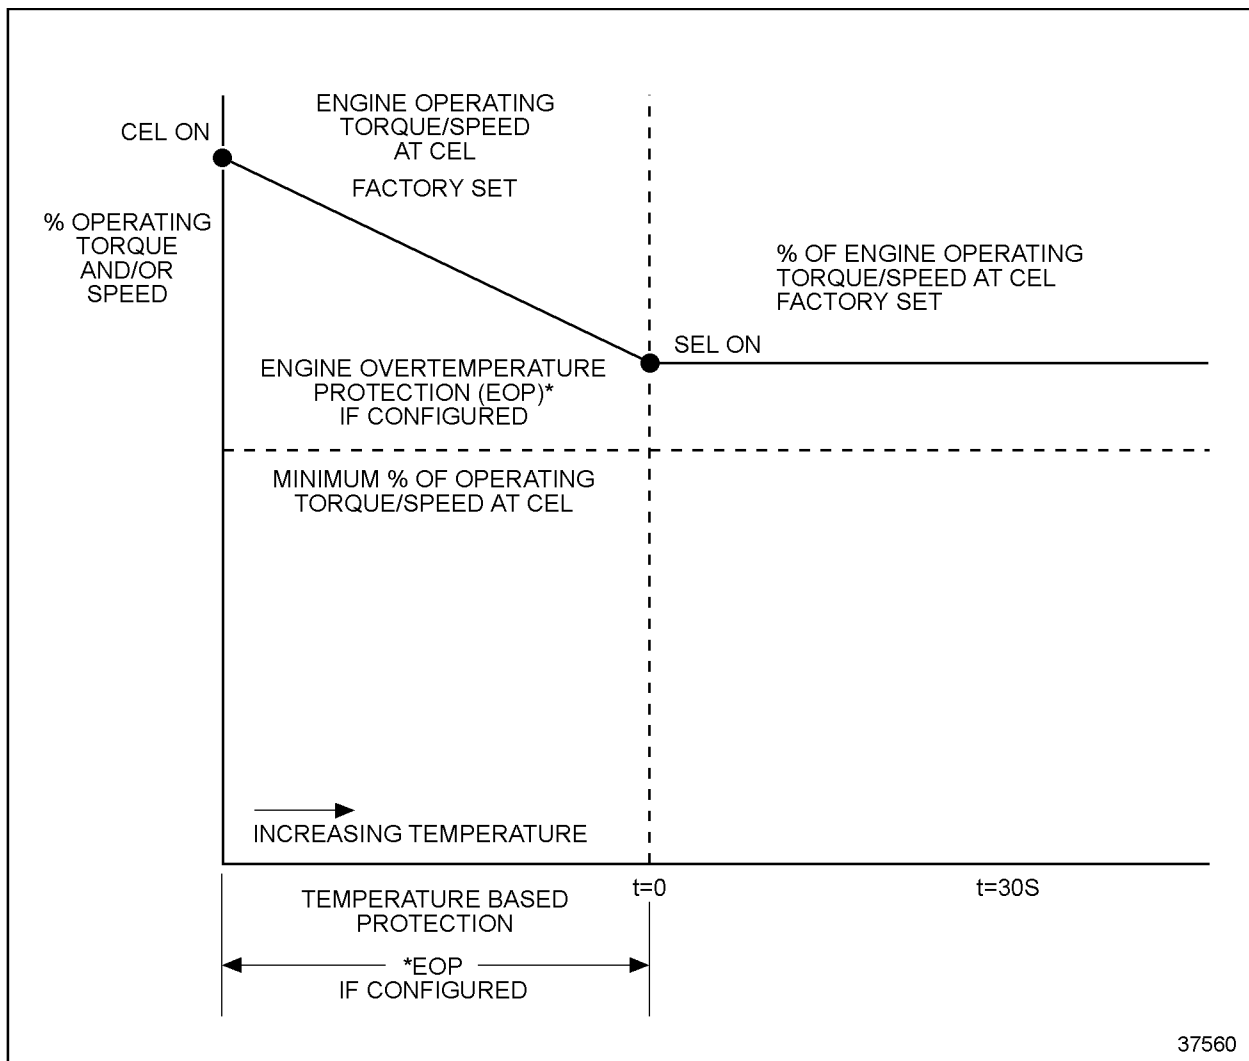 CEL ON
ENGINE OPERATING
TORQUE/SPEED
AT CEL
FACTORY SET
% OPERATING
TORQUE
AND/OR
SPEED
% OF ENGINE OPERATING
TORQUE/SPEED AT CEL
FACTORY SET
SEL ON
ENGINE OVERTEMPERATURE
PROTECTION (EOP)*
IF CONFIGURED
MINIMUM % OF OPERATING
TORQUE/SPEED AT CEL
INCREASING TEMPERATURE
t=0
t=30S
TEMPERATURE BASED
PROTECTION
*EOP
IF CONFIGURED
37560